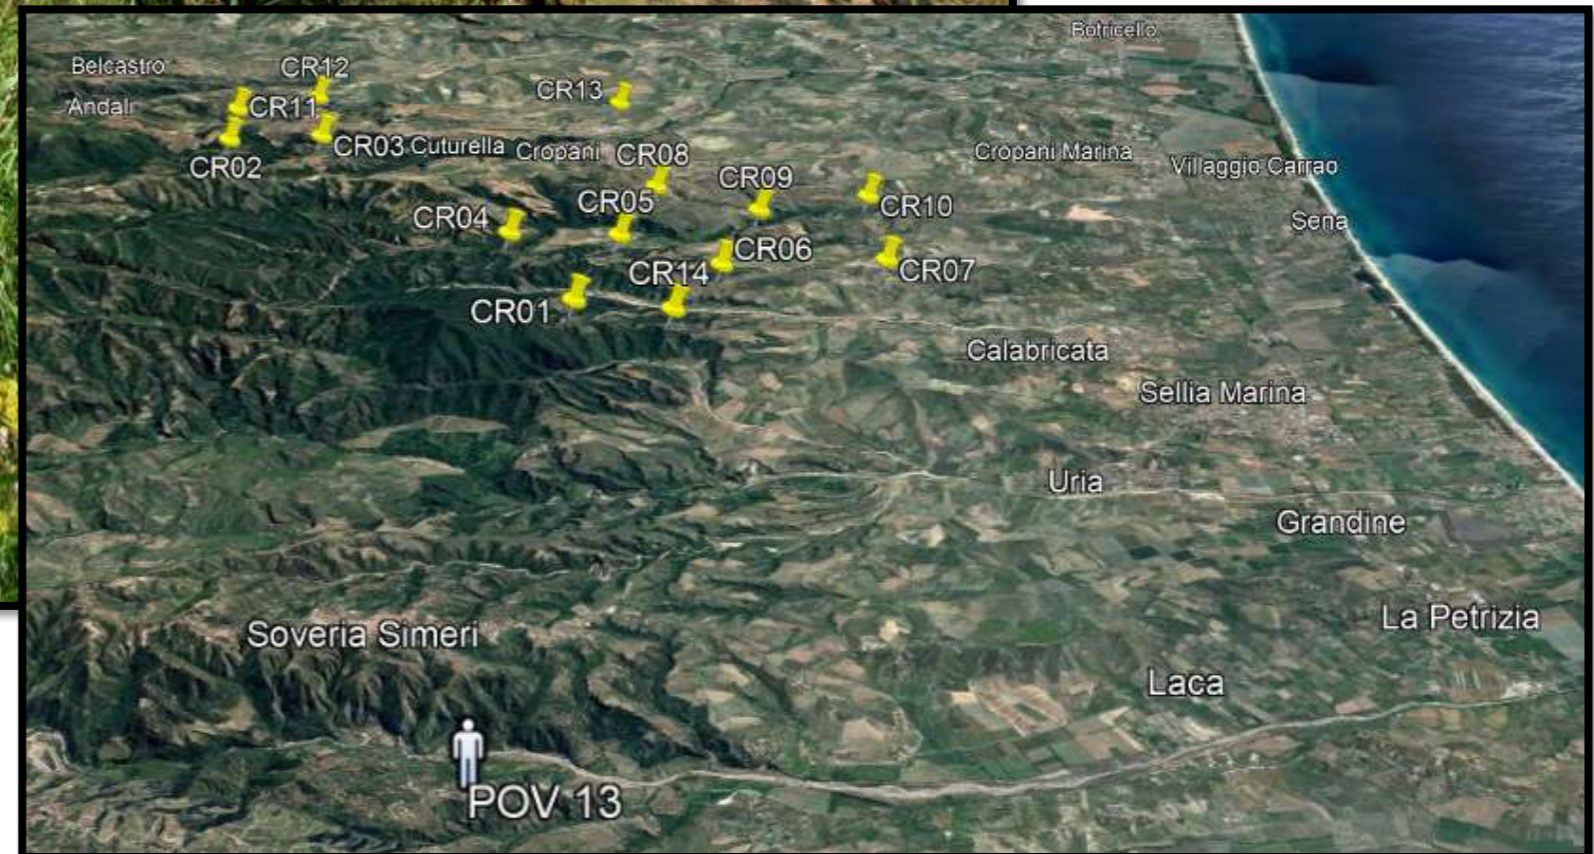 Botricello
Belcastro
CR12
Andali
CR11
CR13
CR02
CR03
Cuturella
Cropani
CR08
Cropani Marina
Villaggio Carrao
CR09
CR05
CR04
CR10
Sena
CR06
CR14
CR07
CR01
Calabricata
Sellia Marina
Uria
Grandine
La Petrizia
Soveria Simeri
Laca
POV 13